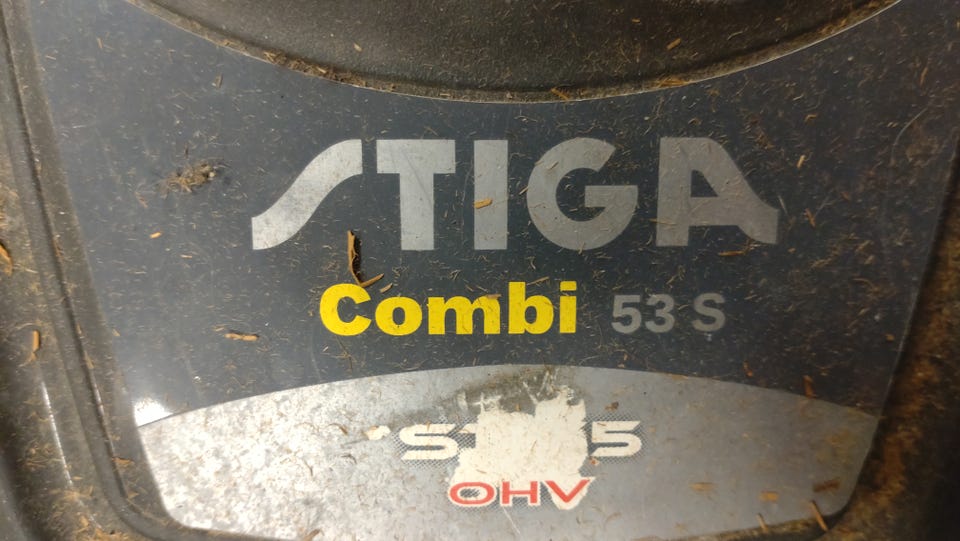 STIGA
Combi 53 S
OHV